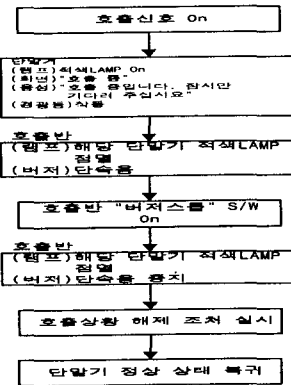 호출신호 On
단말기
(램프)적색LAMP On
(화면)"호출 중"
(음성)"호출 중입니다. 잠시만
기다려 주십시요"
(경광등)작동
호출반
(램프)해당 단말기 적색LAMP
점멸
(버저)단속음
호출반 "버저스톱" S/W
On
호출반
(램프)해당 단말기 적색LAMP
점멸
(버저)단속음 중지
호출상황 해제 조처 실시
단말기 정상 상태 복귀